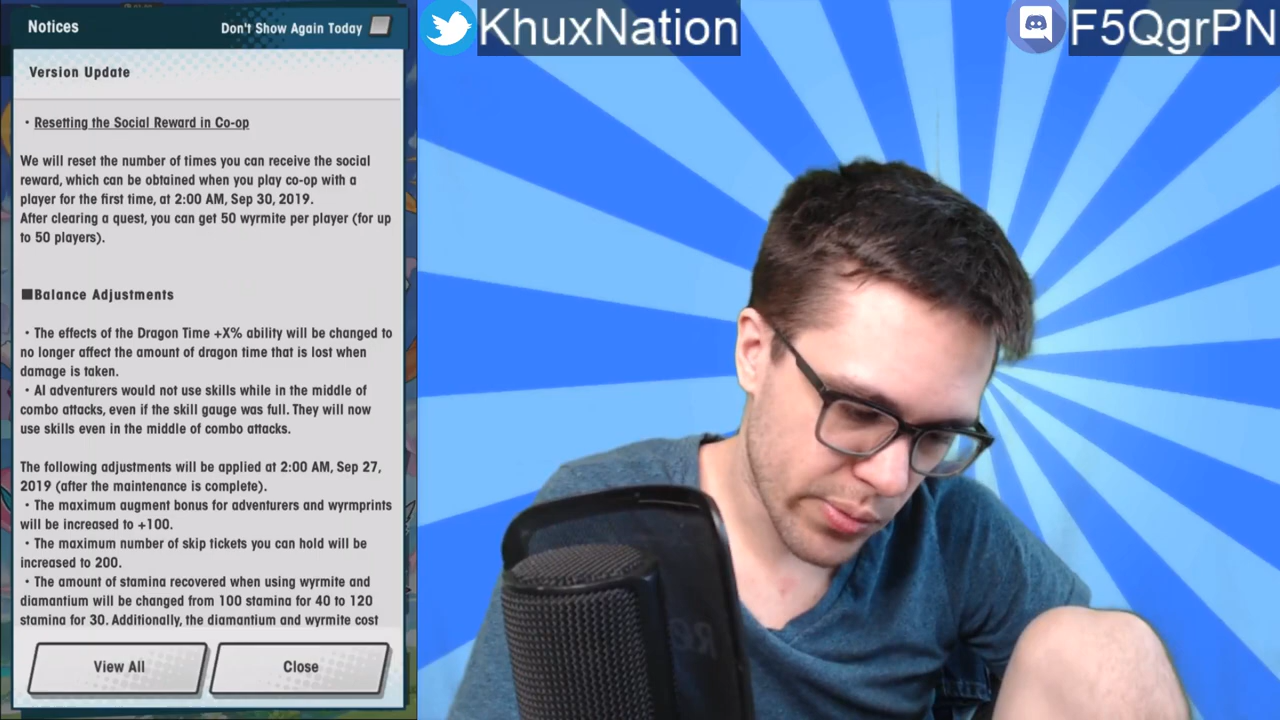 Notices
Don't Show Again Today
Version Update
・Resetting the Social Reward in Co-op
We will reset the number of times you can receive the social
reward, which can be obtained when you play co-op with a
player for the first time, at 2:00 AM, Sep 30, 2019.
After clearing a quest, you can get 50 wyrmite per player (for up
to 50 players).
■Balance Adjustments
・The effects of the Dragon Time +X% ability will be changed to
no longer affect the amount of dragon time that is lost when
damage is taken.
・AI adventurers would not use skills while in the middle of
combo attacks, even if the skill gauge was full. They will now
use skills even in the middle of combo attacks.
The following adjustments will be applied at 2:00 AM, Sep 27,
2019 (after the maintenance is complete).
・The maximum augment bonus for adventurers and wyrmprints
will be increased to +100.
・The maximum number of skip tickets you can hold will be
increased to 200.
・The amount of stamina recovered when using wyrmite and
diamantium will be changed from 100 stamina for 40 to 120
stamina for 30. Additionally, the diamantium and wyrmite cost
View All
Close
KhuxNation
F5QgrPN